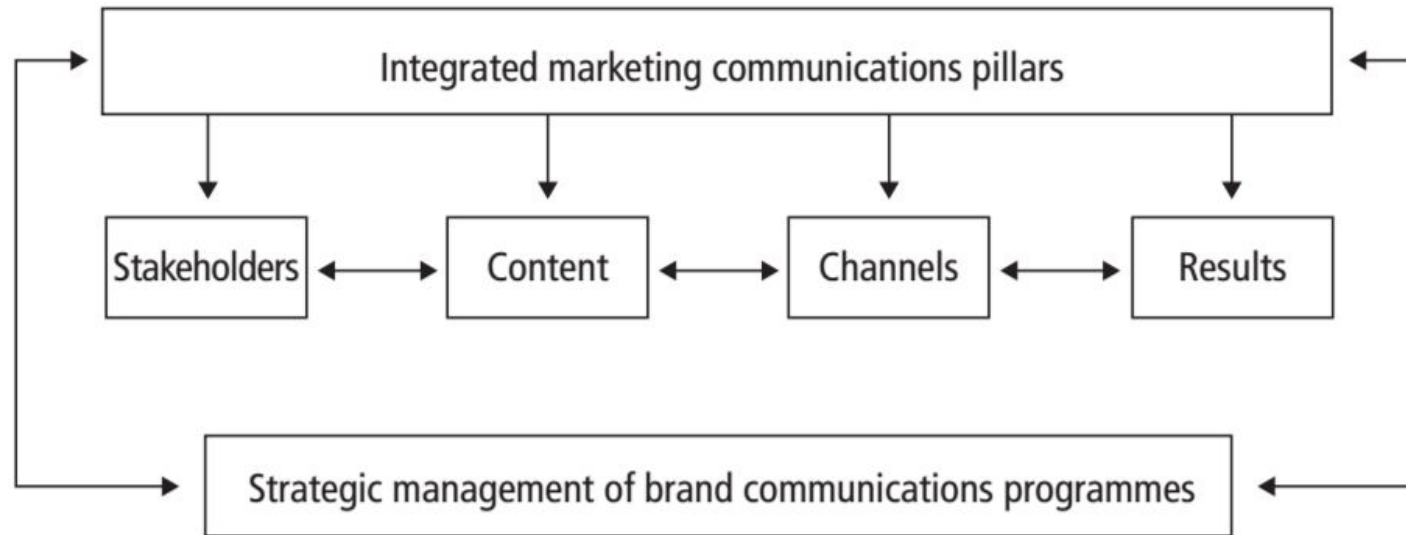 Integrated marketing communications pillars
Stakeholders
Content
Channels
Results
Strategic management of brand communications programmes